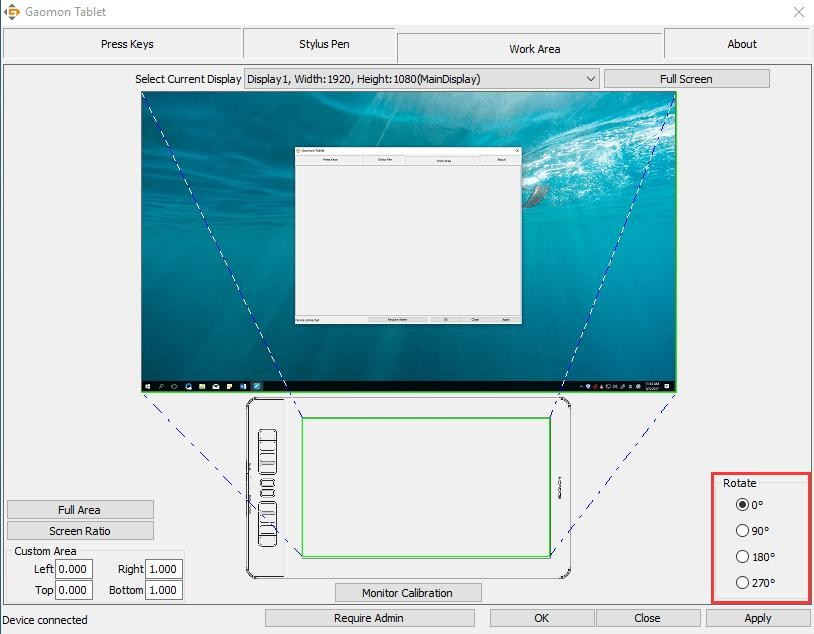 Gaomon Tablet
Press Keys
Stylus Pen
Work Area
About
Select Current Display
Display1, Width:1920, Height:1080(MainDisplay)
Full Screen
Gaomon Tablet
Press Keys
Stylus Pen
Work Area
About
Device connected
Require Admin
OK
Close
Apply
Full Area
Screen Ratio
Custom Area
Left 0.000
Right 1.000
Top 0.000
Bottom 1.000
Monitor Calibration
Rotate
0°
90°
180°
270°
Device connected
Require Admin
OK
Close
Apply